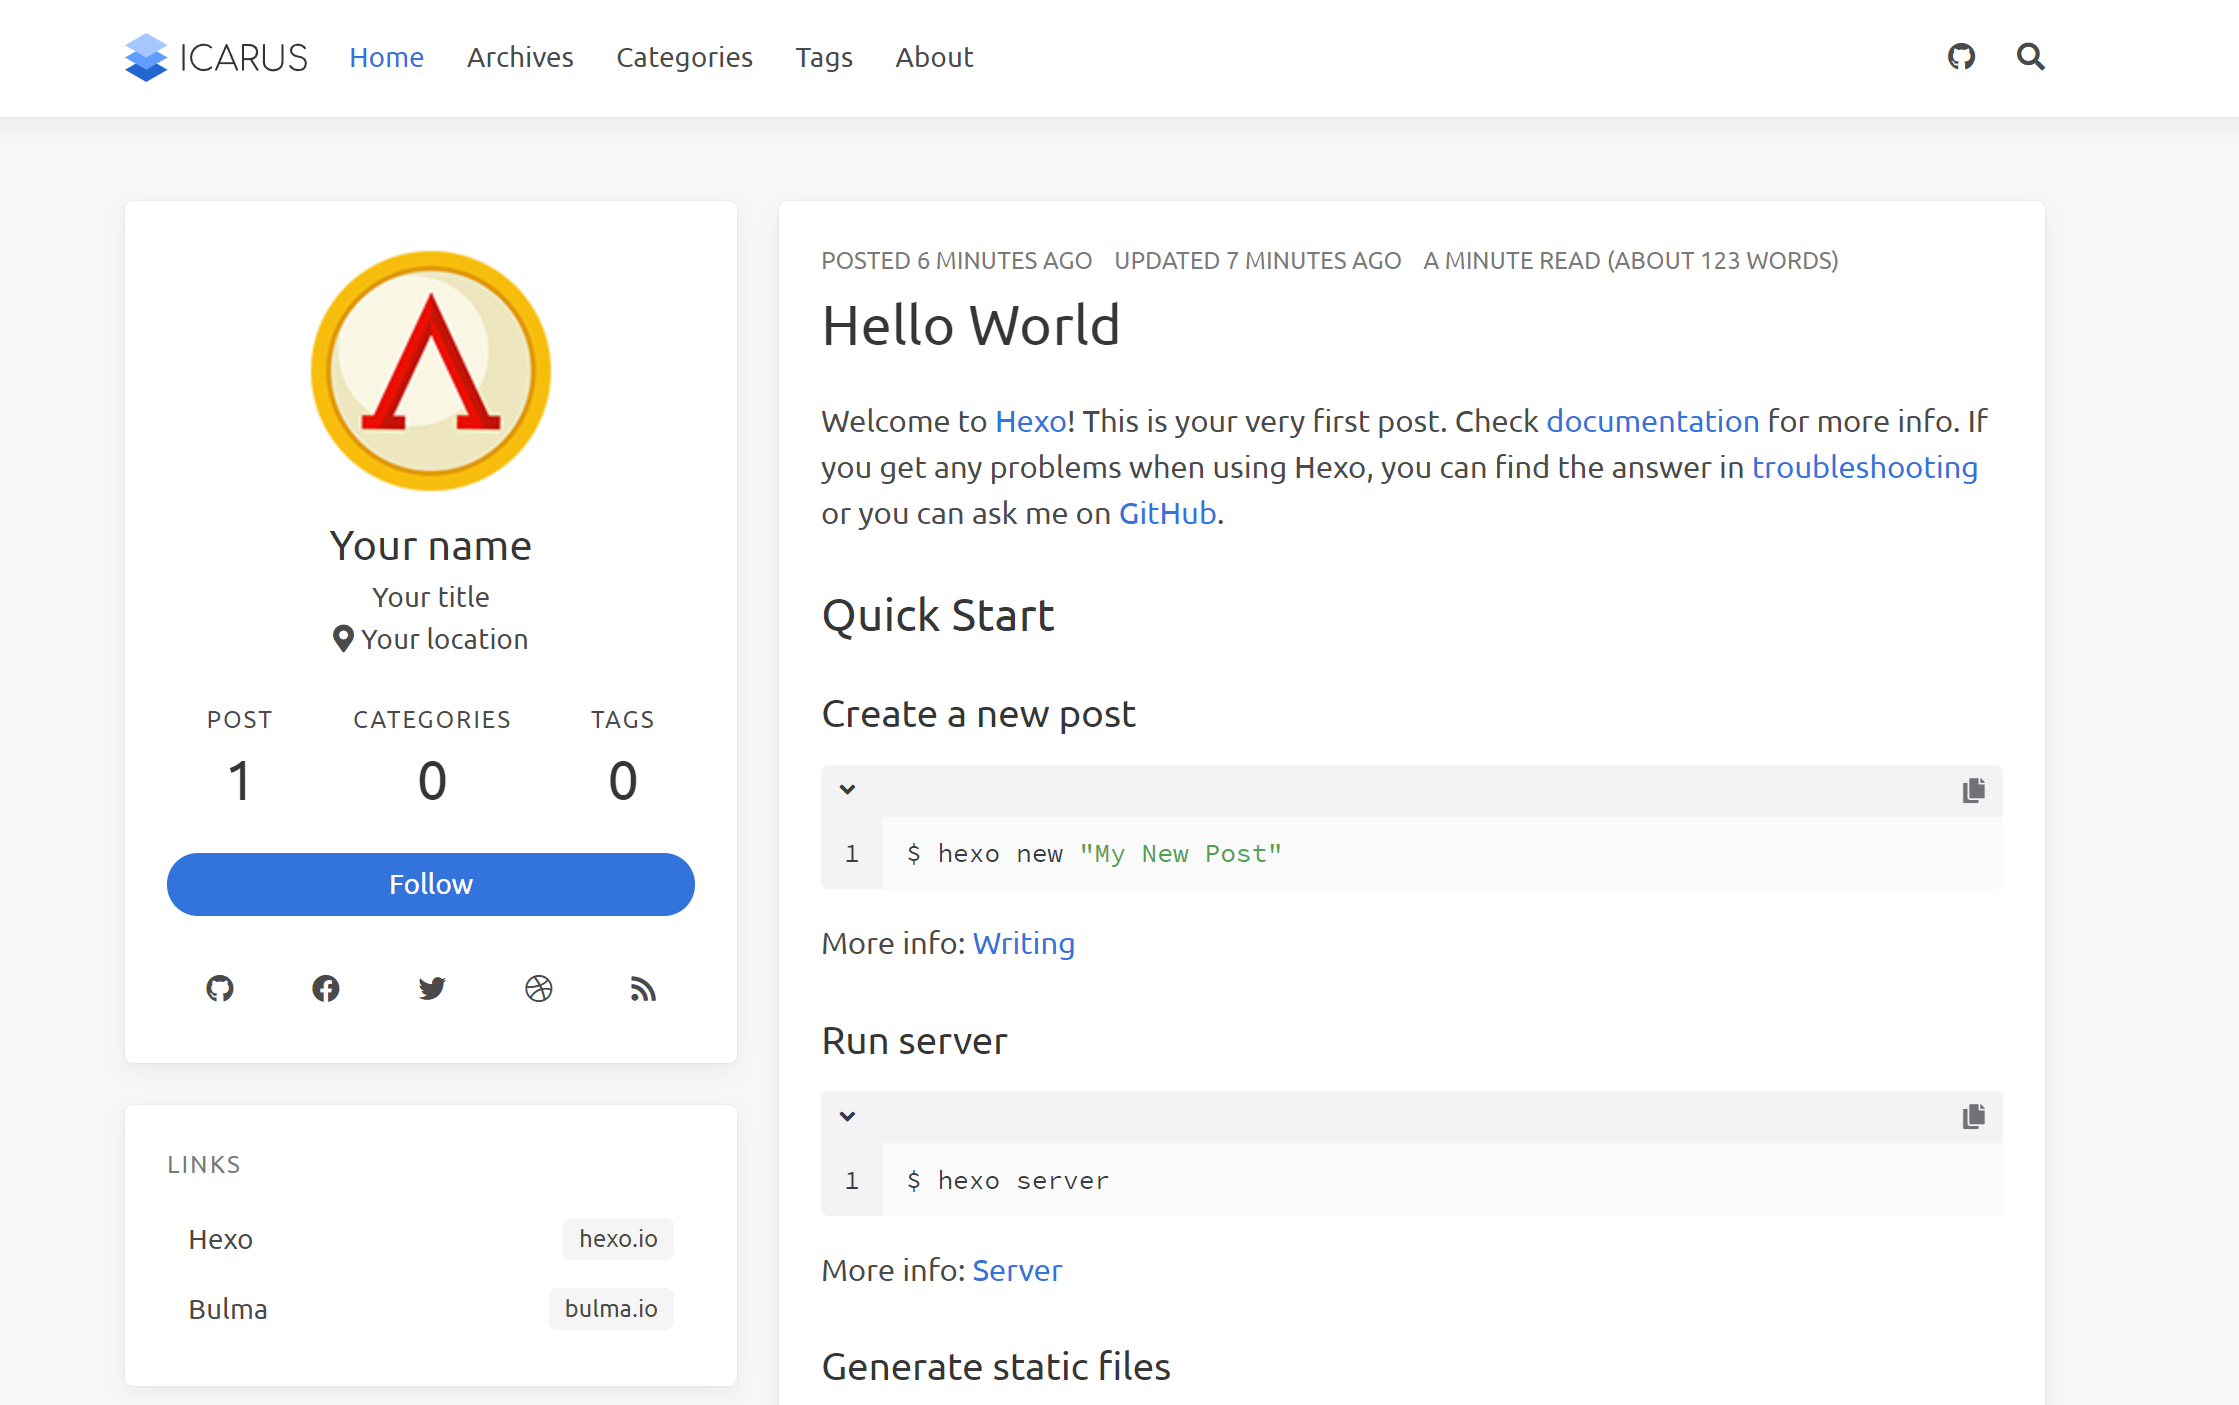 ICARUS Home Archives Categories Tags About
Your name
Your title
Your location
POST CATEGORIES TAGS
1 0 0
Follow
LINKS
Hexo hexo.io
Bulma bulma.io
POSTED 6 MINUTES AGO UPDATED 7 MINUTES AGO A MINUTE READ (ABOUT 123 WORDS)
Hello World
Welcome to Hexo! This is your very first post. Check documentation for more info. If
you get any problems when using Hexo, you can find the answer in troubleshooting
or you can ask me on GitHub.
Quick Start
Create a new post
1 $ hexo new "My New Post"
More info: Writing
Run server
1 $ hexo server
More info: Server
Generate static files